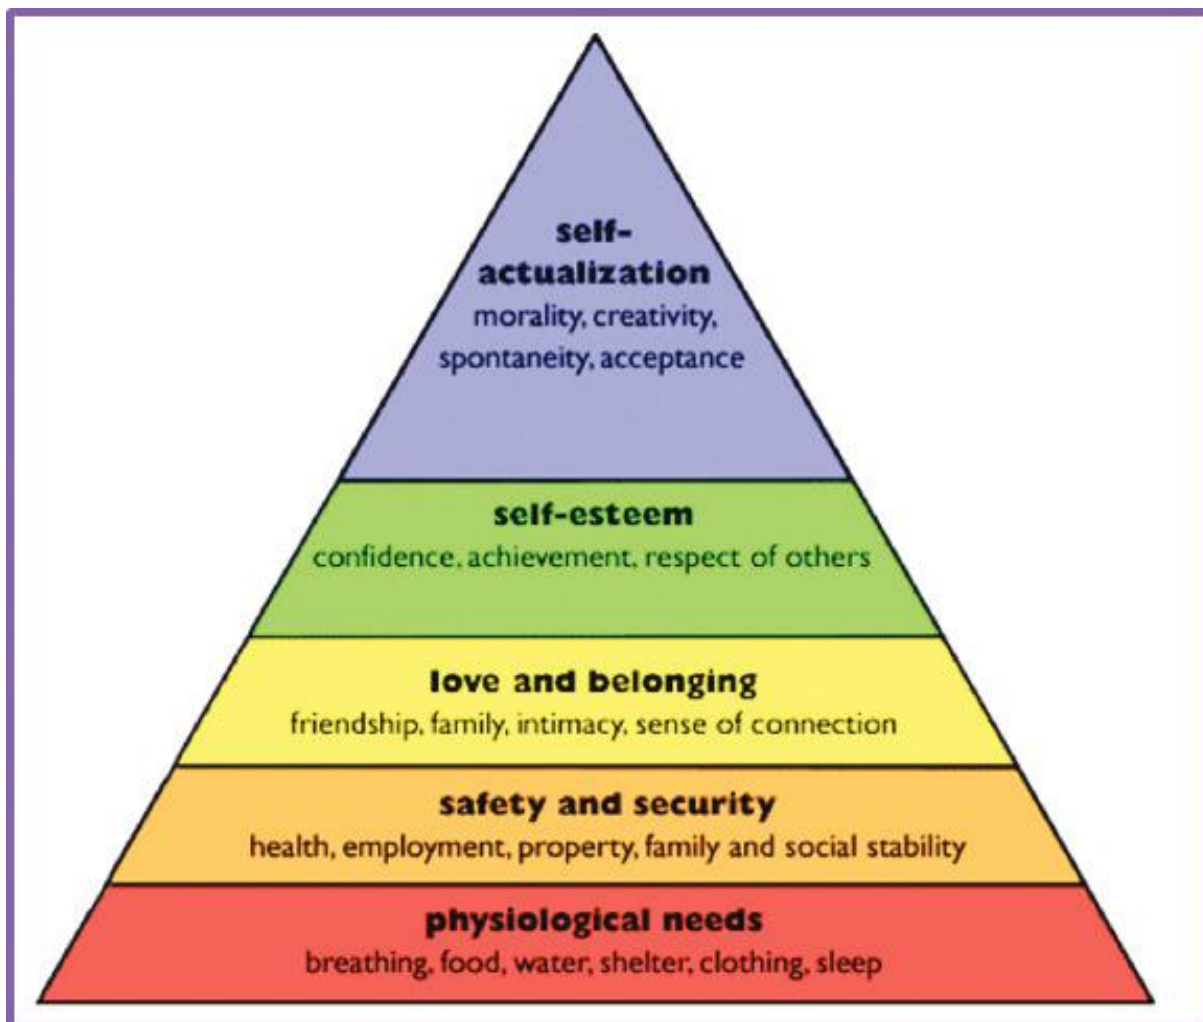 self-
actualization
morality, creativity,
spontaneity, acceptance
self-esteem
confidence, achievement, respect of others
love and belonging
friendship, family, intimacy, sense of connection
safety and security
health, employment, property, family and social stability
physiological needs
breathing, food, water, shelter, clothing, sleep